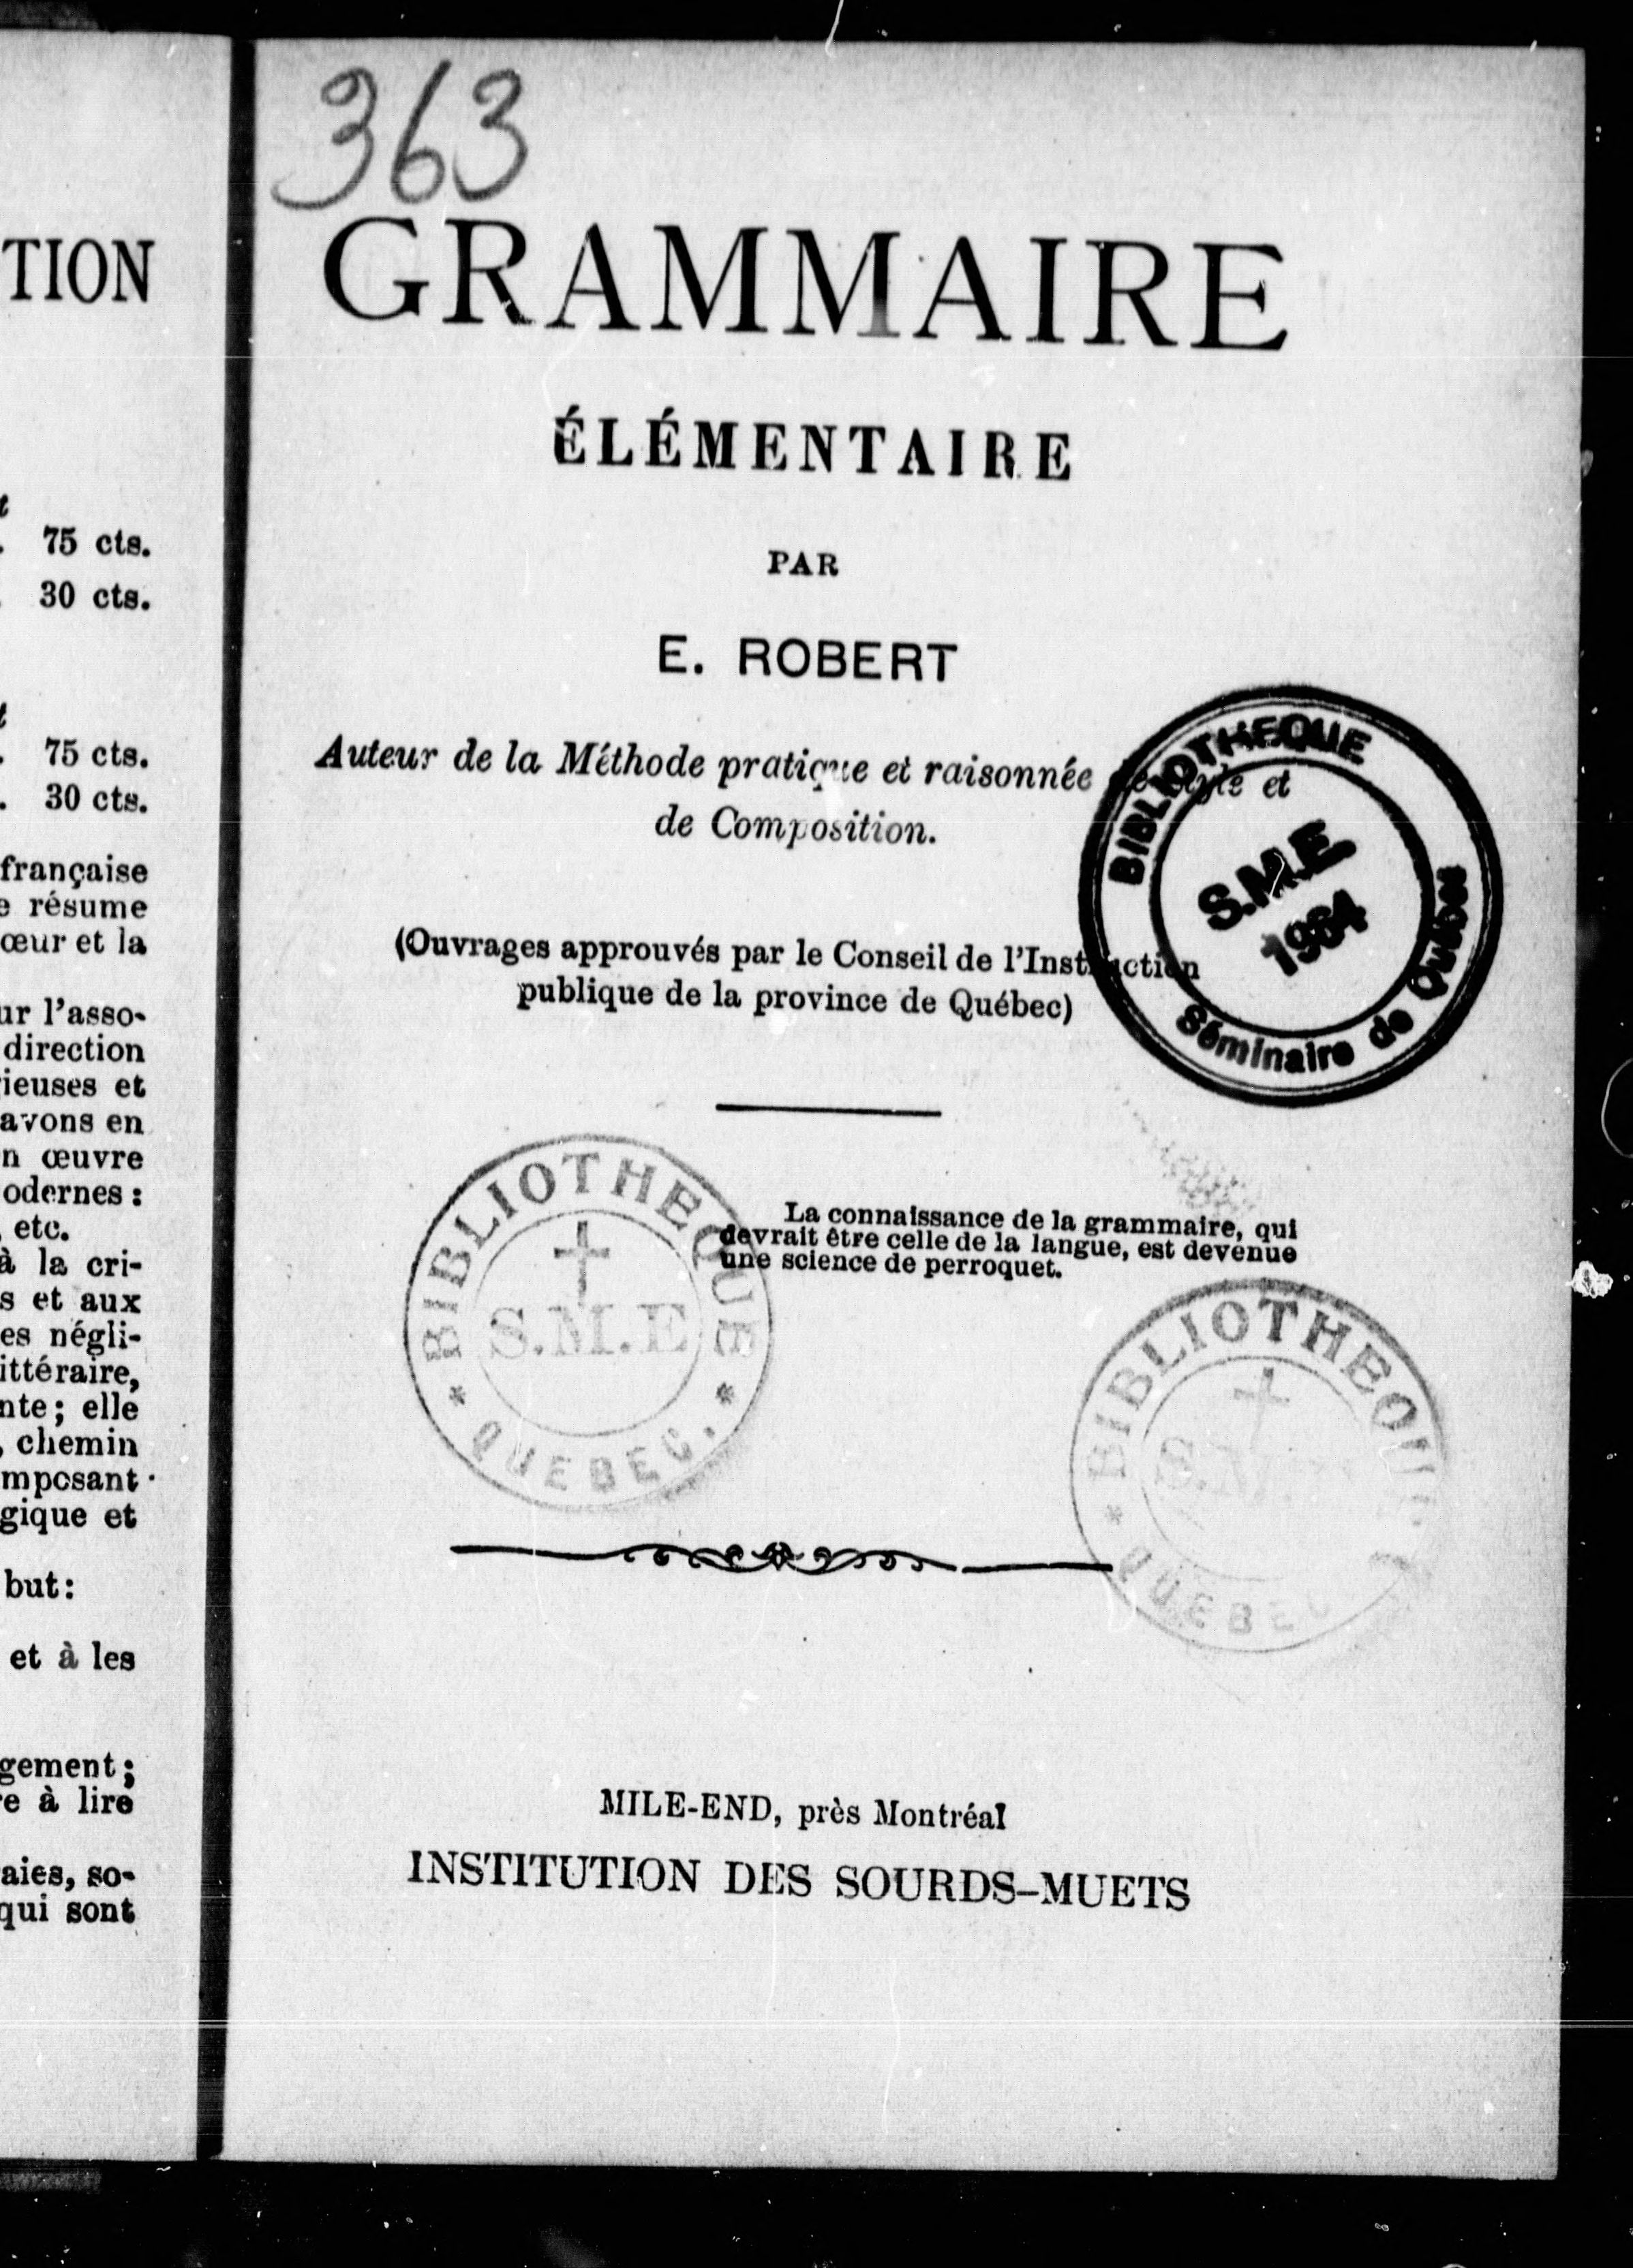 TION
75 cts.
30 cts.
75 cts.
30 cts.
française
résume
œur et la
ur l'asso-
direction
ieuses et
avons en
n œuvre
odernes:
etc.
à la cri-
s et aux
es négli-
ittéraire,
nte; elle
, chemin
mposant
gique et
but:
et à les
gement;
re à lire
aies, so-
qui sont
363
GRAMMAIRE
ÉLÉMENTAIRE
PAR
E. ROBERT
Auteur de la Méthode pratique et raisonnée de Style et
de Composition.
(Ouvrages approuvés par le Conseil de l'Instruction
publique de la province de Québec)
BIBLIOTHEQUE
S.M.E
1964
Séminaire de Québec
La connaissance de la grammaire, qui
devrait être celle de la langue, est devenue
une science de perroquet.
BIBLIOTHEQUE
S.M.E
* QUEBEC. *
BIBLIOTHEQU
S.M
* QUEBEC
MILE-END, près Montréal
INSTITUTION DES SOURDS-MUETS